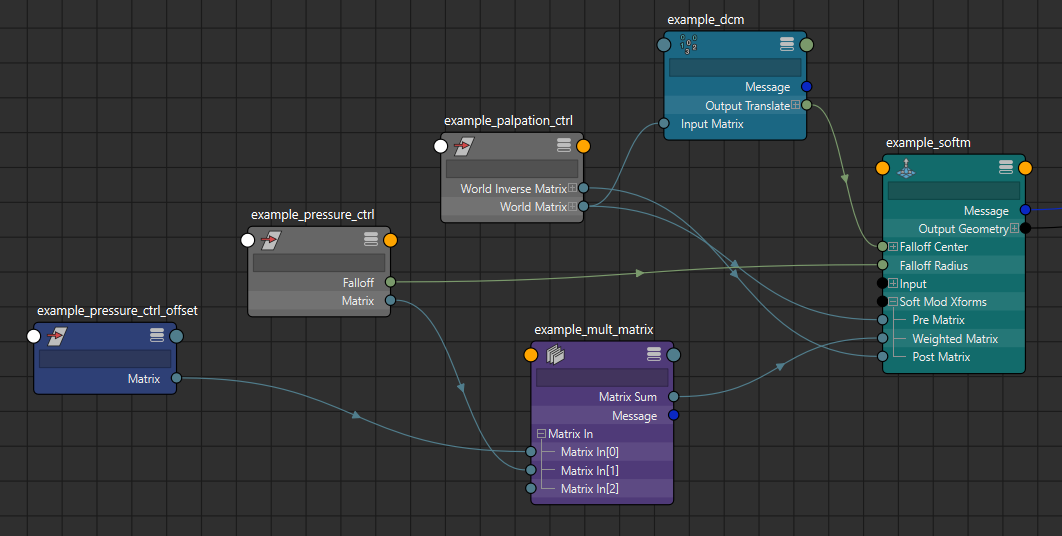 example_dcm
Message
Output Translate
Input Matrix
example_palpation_ctrl
World Inverse Matrix
World Matrix
example_softm
Message
Output Geometry
Falloff Center
Falloff Radius
Input
Soft Mod Xforms
Pre Matrix
Weighted Matrix
Post Matrix
example_pressure_ctrl
Falloff
Matrix
example_pressure_ctrl_offset
Matrix
example_mult_matrix
Matrix Sum
Message
Matrix In
Matrix In[0]
Matrix In[1]
Matrix In[2]